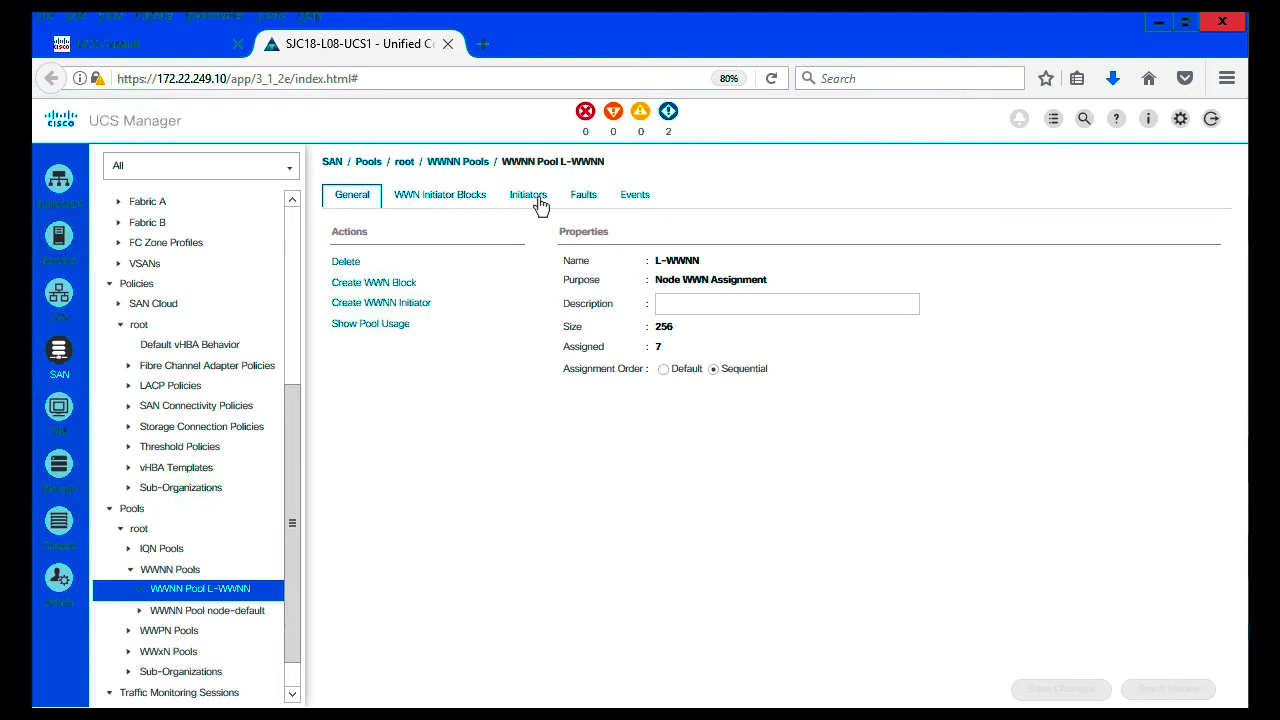 UCS Central
SJC18-L08-UCS1 - Unified C
https://172.22.249.10/app/3_1_2e/index.html#
80%
Search
cisco
UCS Manager
0 0 0 2
All
Fabric A
Fabric B
FC Zone Profiles
VSANs
Policies
SAN Cloud
root
Default vHBA Behavior
Fibre Channel Adapter Policies
LACP Policies
SAN Connectivity Policies
Storage Connection Policies
Threshold Policies
vHBA Templates
Sub-Organizations
Pools
root
IQN Pools
WWNN Pools
WWNN Pool L-WWNN
WWNN Pool node-default
WWPN Pools
WWxN Pools
Sub-Organizations
Traffic Monitoring Sessions
SAN
SAN / Pools / root / WWNN Pools / WWNN Pool L-WWNN
General WWN Initiator Blocks Initiators Faults Events
Actions
Delete
Create WWN Block
Create WWNN Initiator
Show Pool Usage
Properties
Name : L-WWNN
Purpose : Node WWN Assignment
Description :
Size : 256
Assigned : 7
Assignment Order : Default Sequential
Save Changes Reset Values